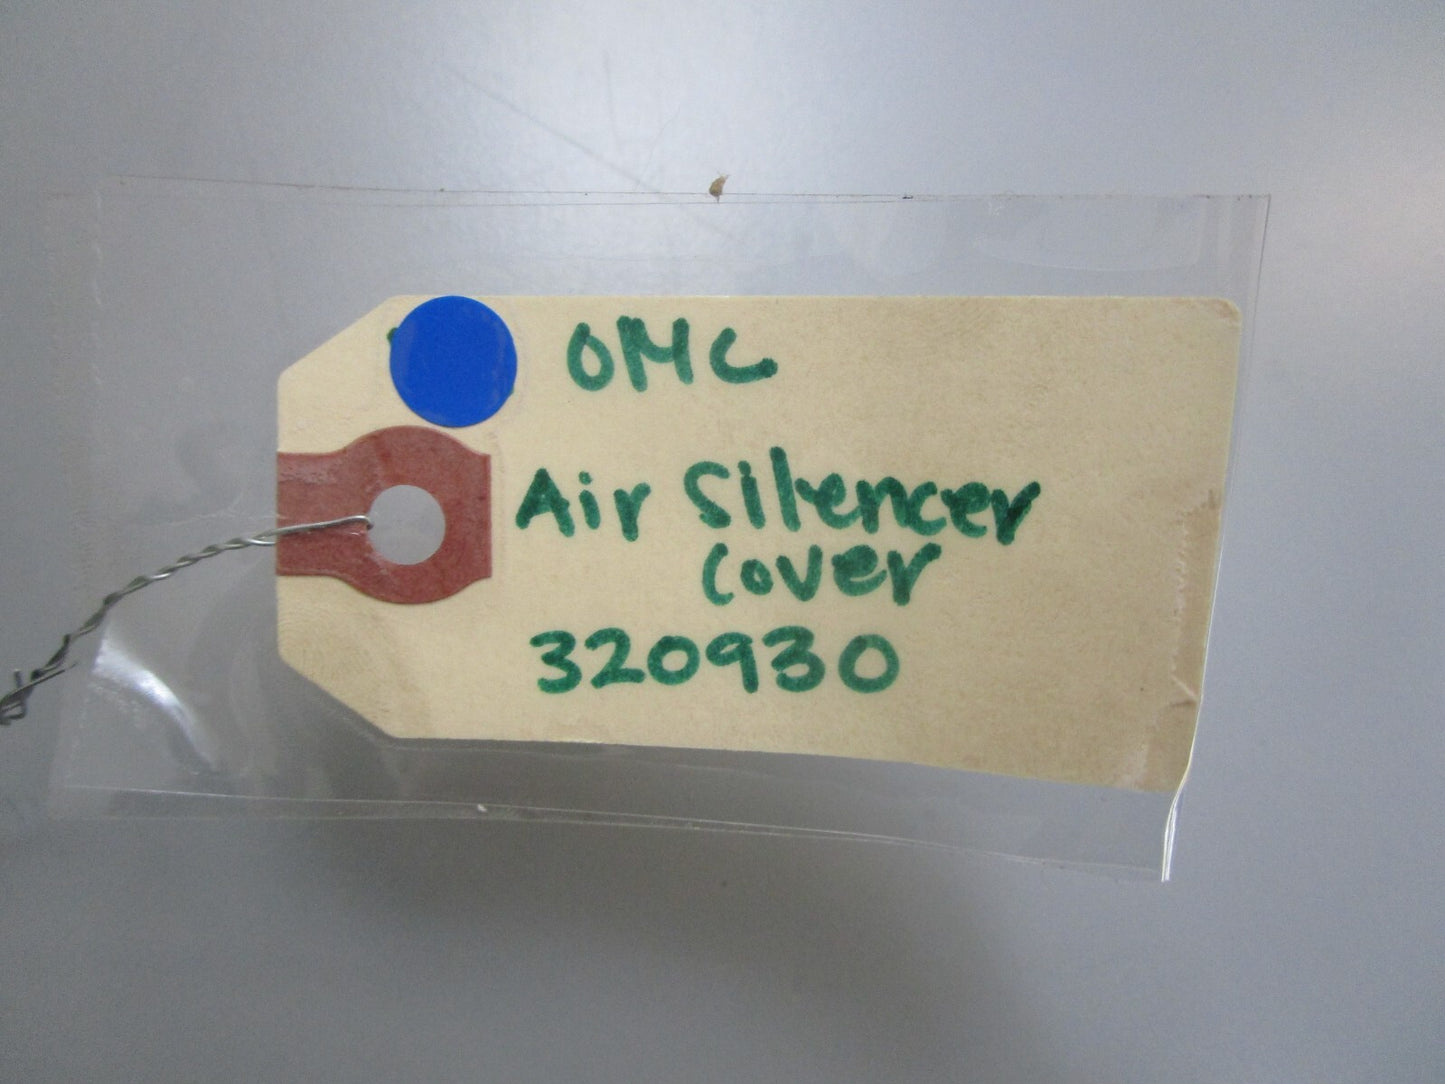 OMC
Air Silencer
Cover
320930